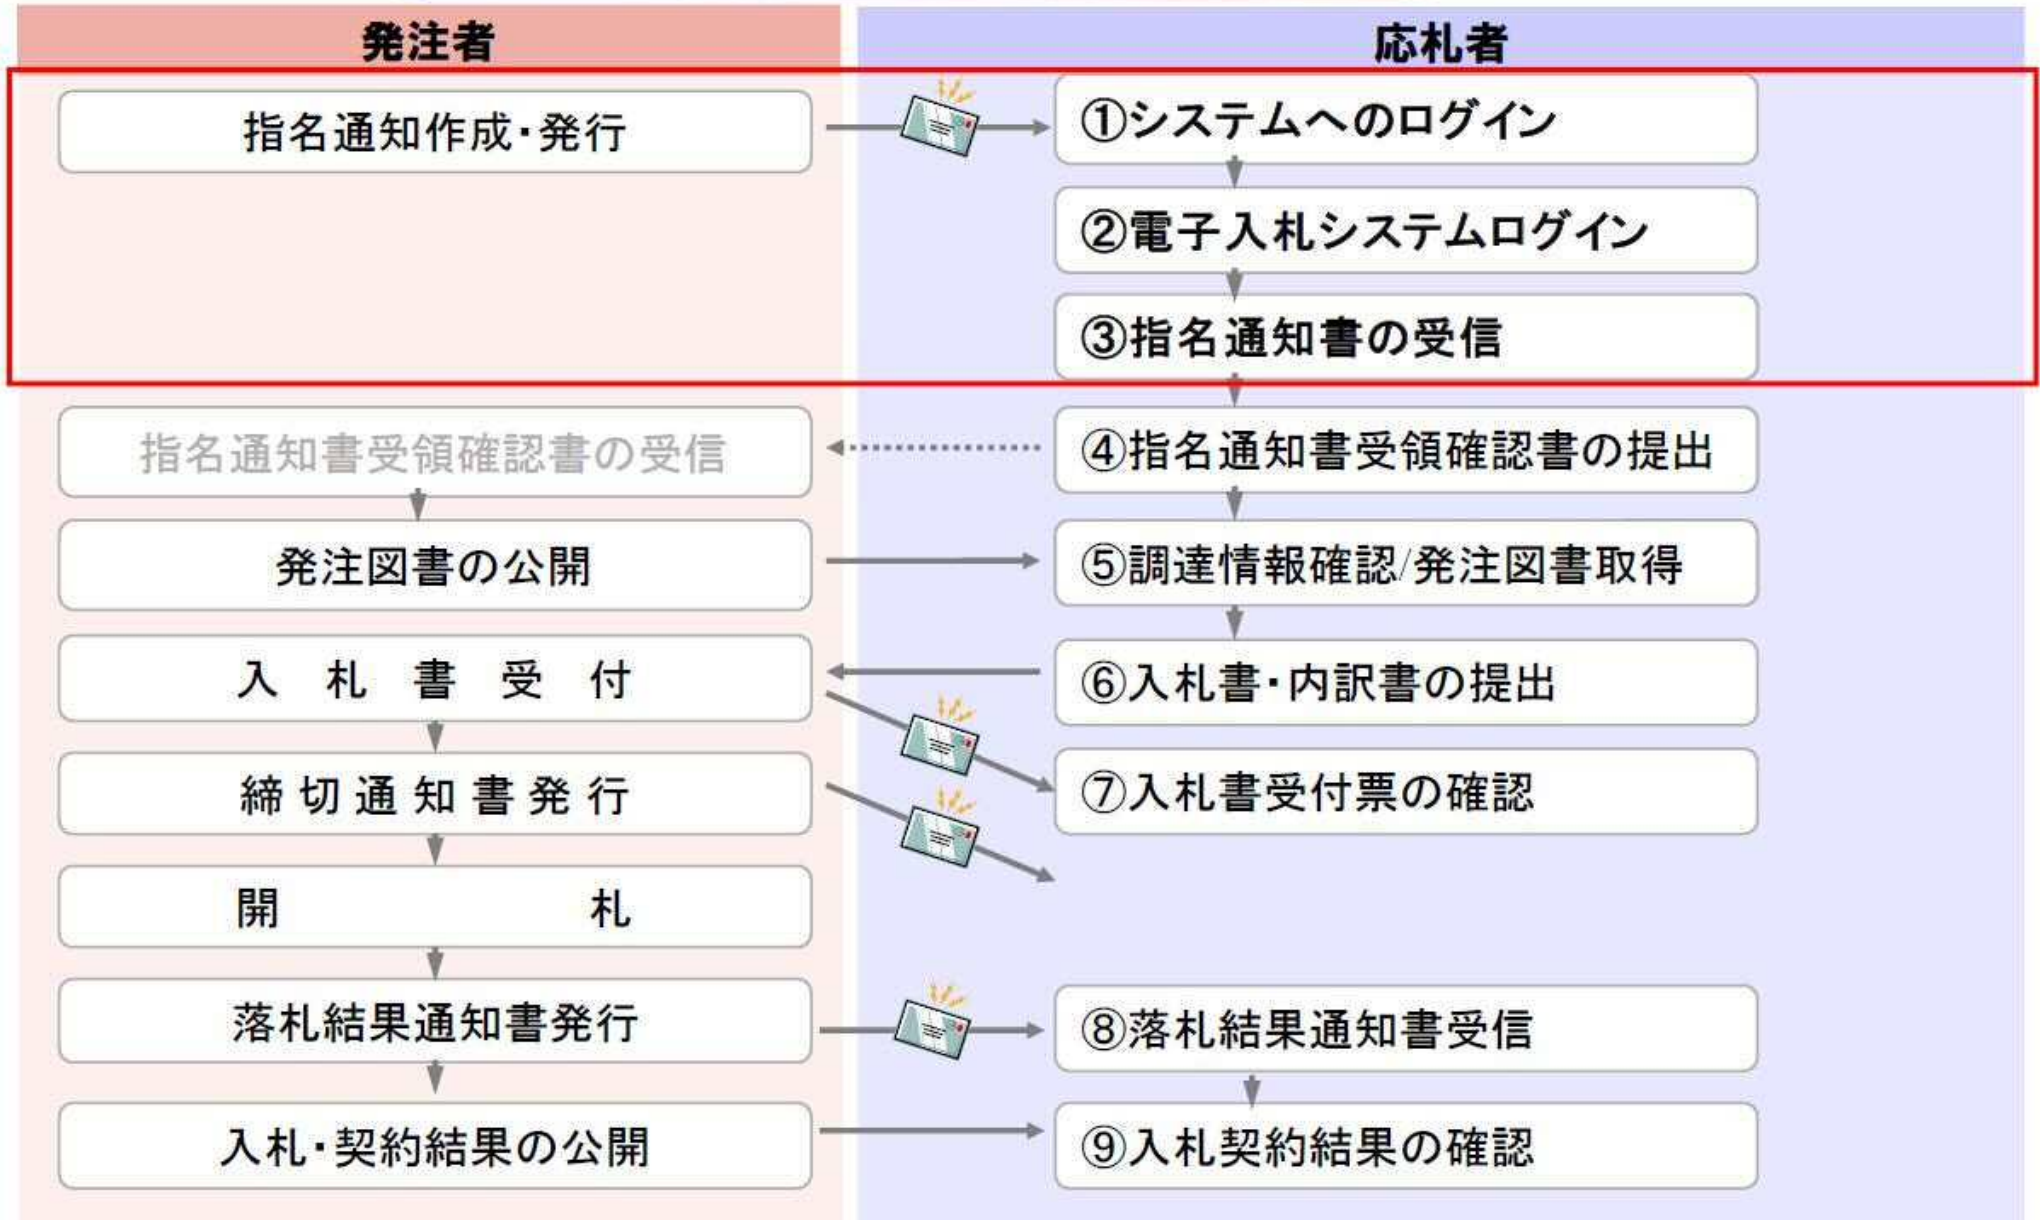 発注者
応札者
指名通知作成・発行
①システムへのログイン
②電子入札システムログイン
③指名通知書の受信
指名通知書受領確認書の受信
④指名通知書受領確認書の提出
発注図書の公開
⑤調達情報確認/発注図書取得
入札書受付
⑥入札書・内訳書の提出
締切通知書発行
⑦入札書受付票の確認
開札
落札結果通知書発行
⑧落札結果通知書受信
入札・契約結果の公開
⑨入札契約結果の確認